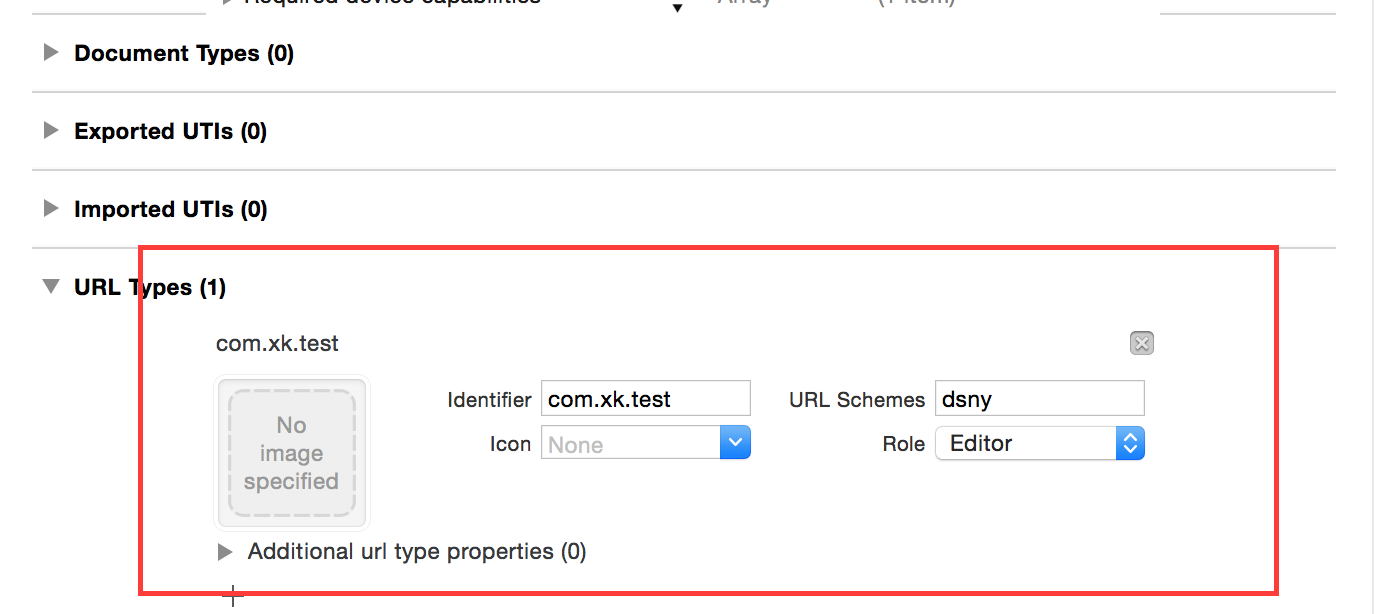 Required device capabilities Array (1 item)
Document Types (0)
Exported UTIs (0)
Imported UTIs (0)
URL Types (1)
com.xk.test
No
image
specified
Identifier com.xk.test URL Schemes dsny
Icon None Role Editor
Additional url type properties (0)